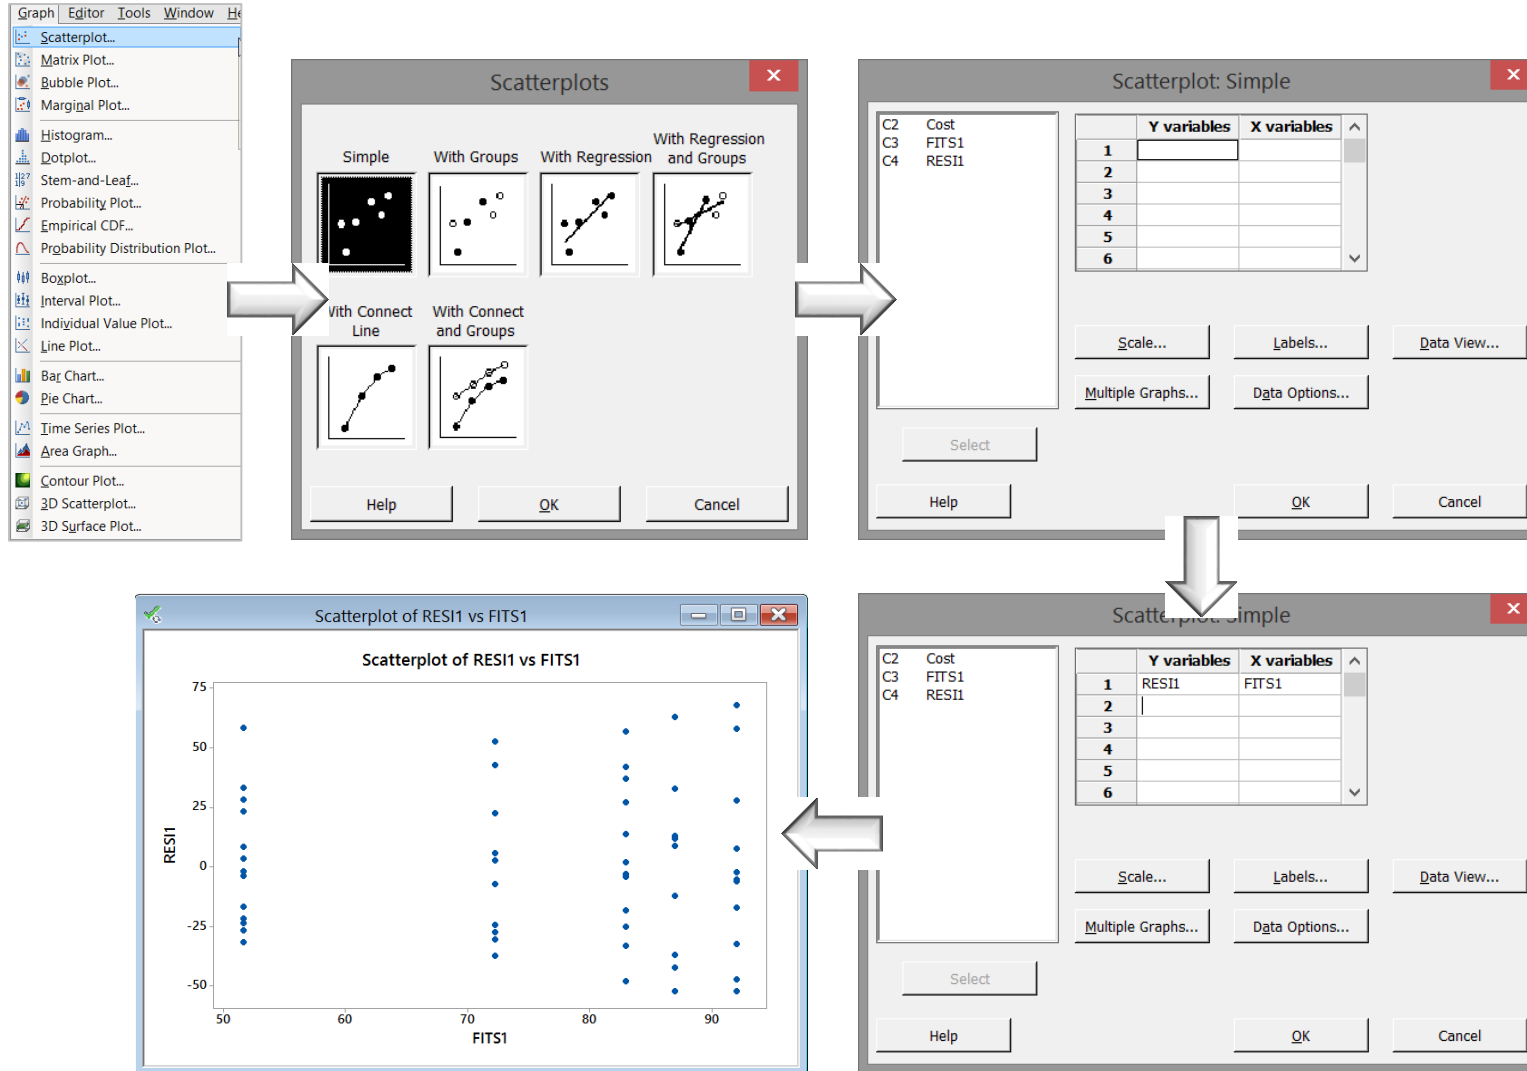 Graph Editor Tools Window He
Scatterplot...
Matrix Plot...
Bubble Plot...
Marginal Plot...
Histogram...
Dotplot...
Stem-and-Leaf...
Probability Plot...
Empirical CDF...
Probability Distribution Plot...
Boxplot...
Interval Plot...
Individual Value Plot...
Line Plot...
Bar Chart...
Pie Chart...
Time Series Plot...
Area Graph...
Contour Plot...
3D Scatterplot...
3D Surface Plot...
Scatterplots
Simple
With Groups
With Regression
With Regression
and Groups
With Connect
Line
With Connect
and Groups
Help
OK
Cancel
Scatterplot: Simple
C2 Cost
C3 FITS1
C4 RESI1
Y variables X variables
1
2
3
4
5
6
Scale...
Labels...
Data View...
Multiple Graphs...
Data Options...
Select
Help
OK
Cancel
Scatterplot: Simple
C2 Cost
C3 FITS1
C4 RESI1
Y variables X variables
1 RESI1 FITS1
2
3
4
5
6
Scale...
Labels...
Data View...
Multiple Graphs...
Data Options...
Select
Help
OK
Cancel
Scatterplot of RESI1 vs FITS1
Scatterplot of RESI1 vs FITS1
75
50
25
0
-25
-50
RESI1
50 60 70 80 90
FITS1